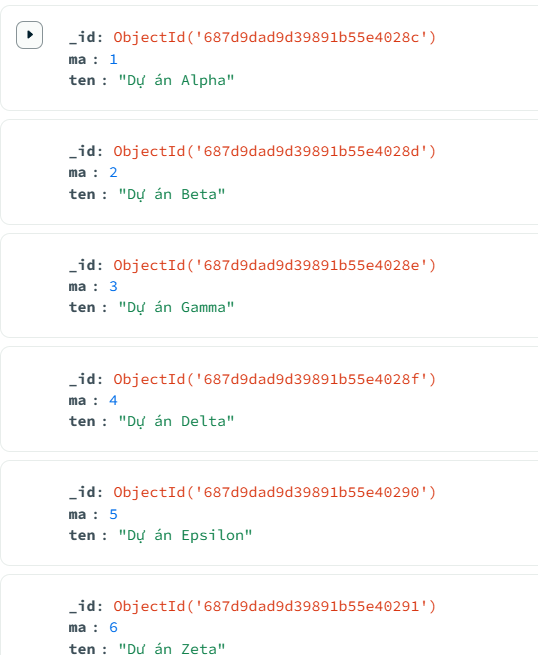 _id: ObjectId('687d9dad9d39891b55e4028c')
ma : 1
ten : "Dự án Alpha"
_id: ObjectId('687d9dad9d39891b55e4028d')
ma : 2
ten : "Dự án Beta"
_id: ObjectId('687d9dad9d39891b55e4028e')
ma : 3
ten : "Dự án Gamma"
_id: ObjectId('687d9dad9d39891b55e4028f')
ma : 4
ten : "Dự án Delta"
_id: ObjectId('687d9dad9d39891b55e40290')
ma : 5
ten : "Dự án Epsilon"
_id: ObjectId('687d9dad9d39891b55e40291')
ma : 6
ten : "Dự án Zeta"